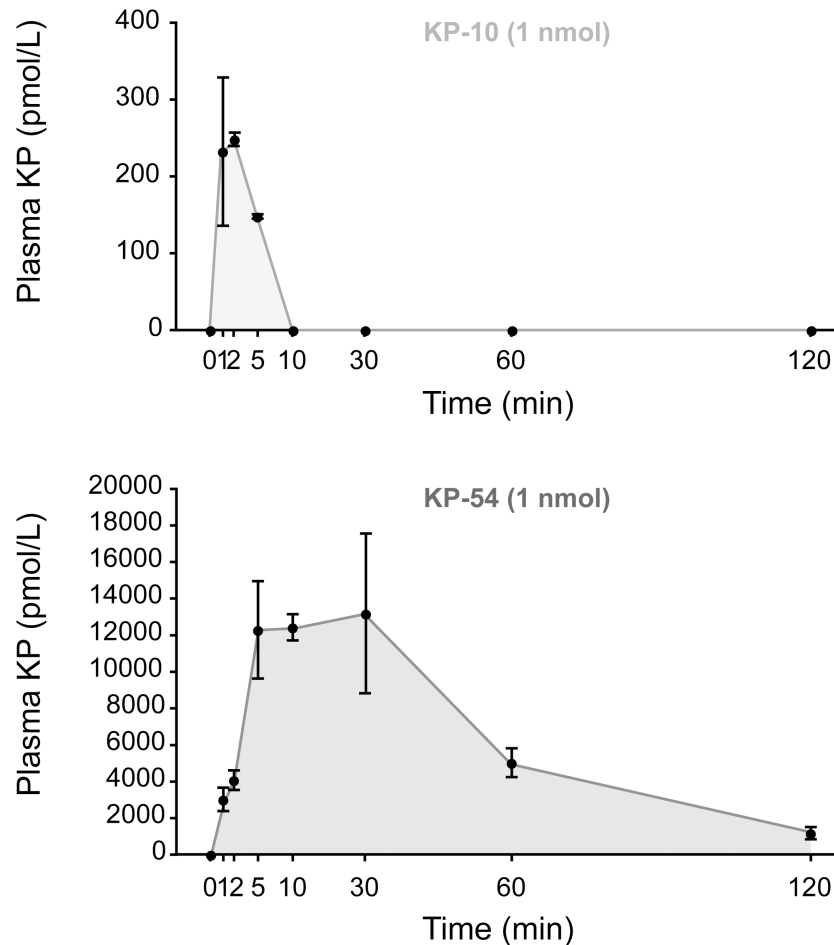 KP-10 (1 nmol)
Plasma KP (pmol/L)
400
300
200
100
0
0 1 2 5 10 30 60 120
Time (min)
KP-54 (1 nmol)
Plasma KP (pmol/L)
20000
18000
16000
14000
12000
10000
8000
6000
4000
2000
0
0 1 2 5 10 30 60 120
Time (min)